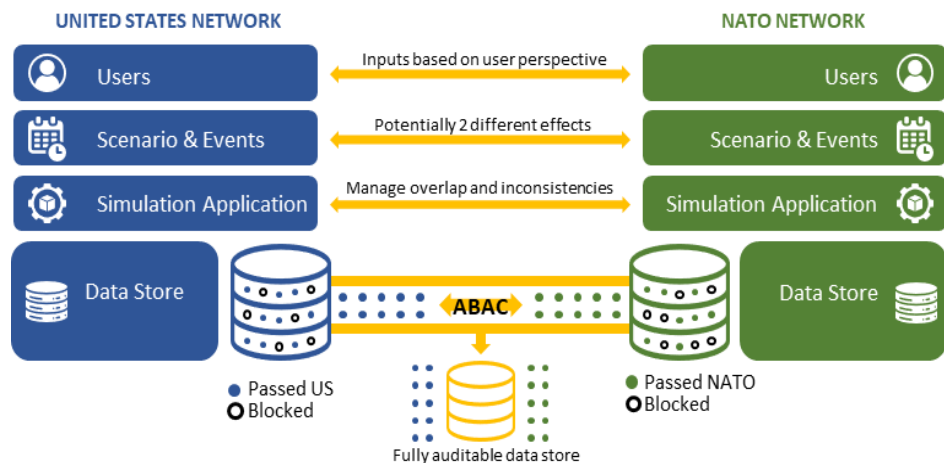 UNITED STATES NETWORK
NATO NETWORK
Users
Inputs based on user perspective
Users
Scenario & Events
Potentially 2 different effects
Scenario & Events
Simulation Application
Manage overlap and inconsistencies
Simulation Application
Data Store
ABAC
Data Store
Passed US
Blocked
Passed NATO
Blocked
Fully auditable data store